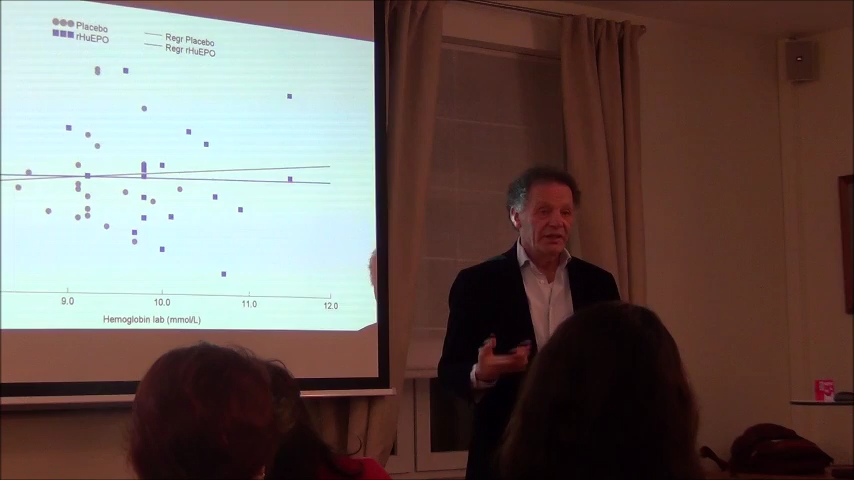 Placebo
rHuEPO
Regr Placebo
Regr rHuEPO
9.0 10.0 11.0 12.0
Hemoglobin lab (mmol/L)